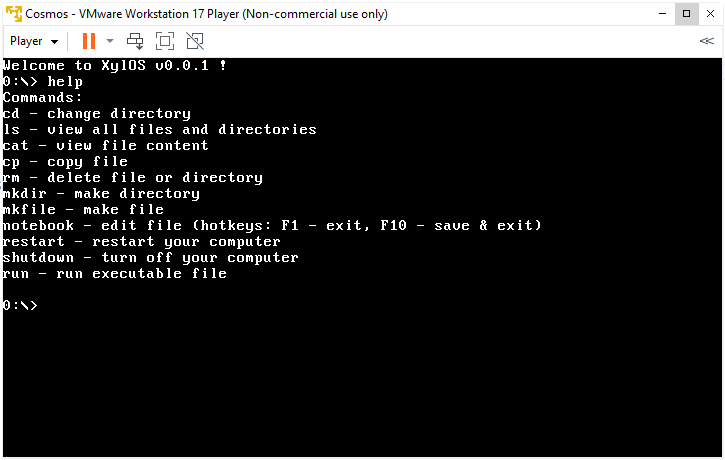 Cosmos - VMware Workstation 17 Player (Non-commercial use only)
Player
Welcome to XylOS v0.0.1 !
0:\> help
Commands:
cd - change directory
ls - view all files and directories
cat - view file content
cp - copy file
rm - delete file or directory
mkdir - make directory
mkfile - make file
notebook - edit file (hotkeys: F1 - exit, F10 - save & exit)
restart - restart your computer
shutdown - turn off your computer
run - run executable file
0:\>